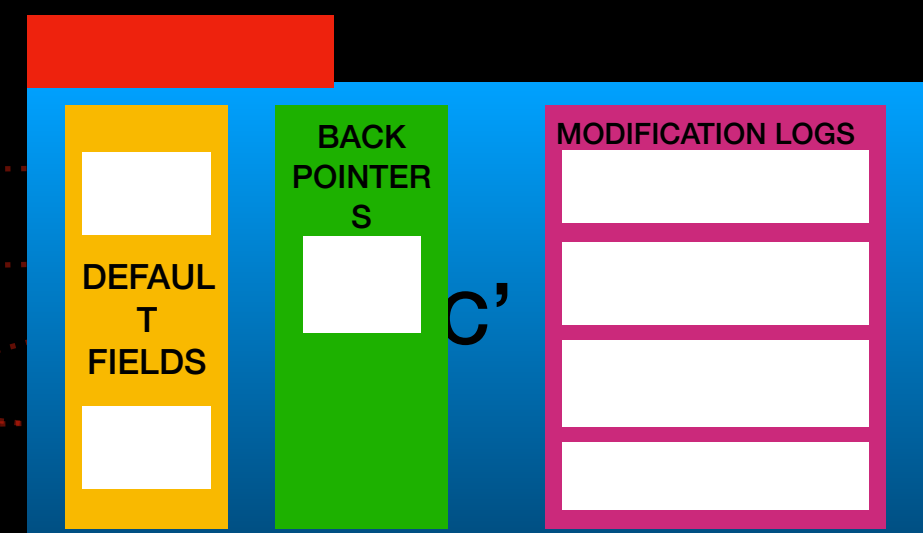 DEFAUL
T
FIELDS
BACK
POINTER
S
c’
MODIFICATION LOGS